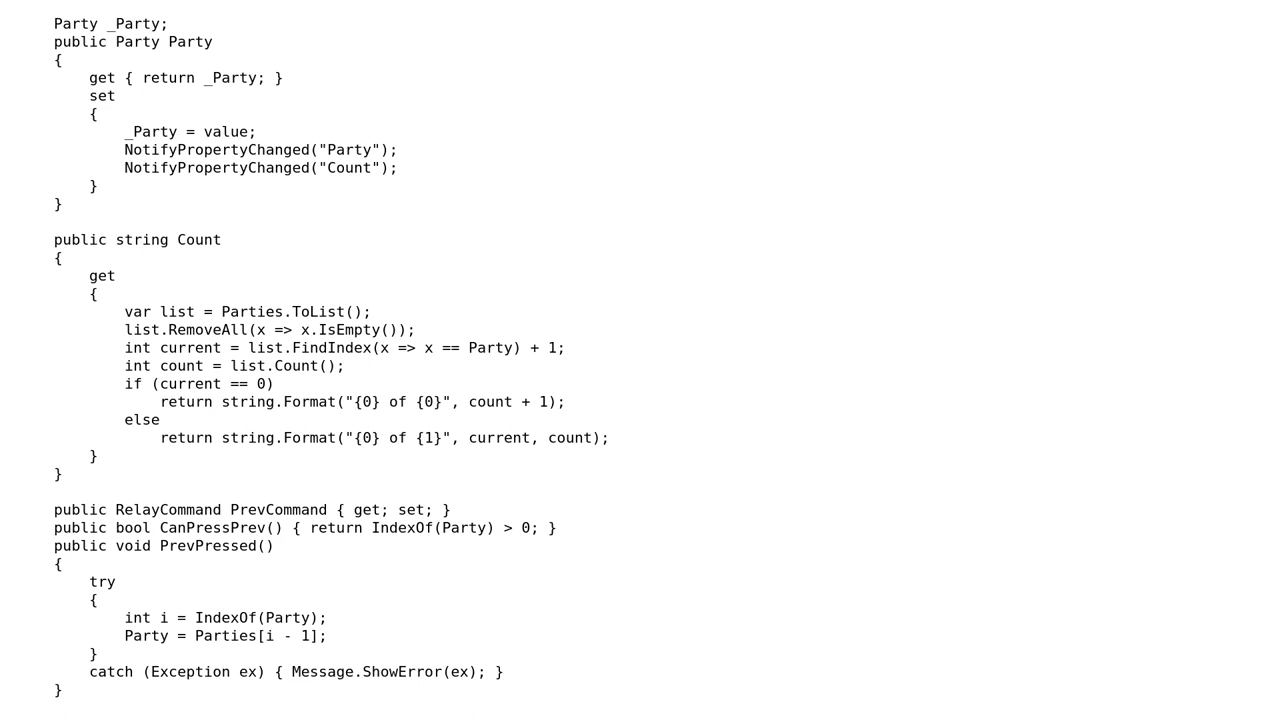 Party _Party;
public Party Party
{
    get { return _Party; }
    set
    {
        _Party = value;
        NotifyPropertyChanged("Party");
        NotifyPropertyChanged("Count");
    }
}

public string Count
{
    get
    {
        var list = Parties.ToList();
        list.RemoveAll(x => x.IsEmpty());
        int current = list.FindIndex(x => x == Party) + 1;
        int count = list.Count();
        if (current == 0)
            return string.Format("{0} of {0}", count + 1);
        else
            return string.Format("{0} of {1}", current, count);
    }
}

public RelayCommand PrevCommand { get; set; }
public bool CanPressPrev() { return IndexOf(Party) > 0; }
public void PrevPressed()
{
    try
    {
        int i = IndexOf(Party);
        Party = Parties[i - 1];
    }
    catch (Exception ex) { Message.ShowError(ex); }
}